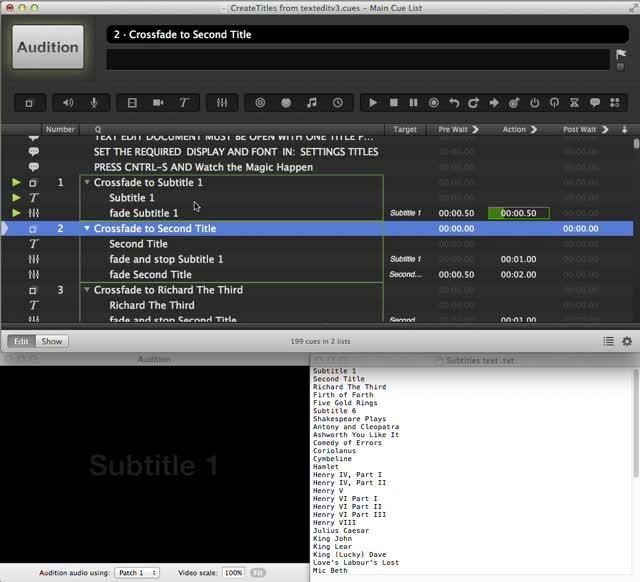 CreateTitles from texteditv3.cues – Main Cue List
Audition
2 · Crossfade to Second Title
Number Q Target Pre Wait Action Post Wait
TEXT EDIT DOCUMENT MUST BE OPEN WITH ONE TITLE P...
SET THE REQUIRED DISPLAY AND FONT IN: SETTINGS TITLES
PRESS CNTRL-S AND Watch the Magic Happen
1 Crossfade to Subtitle 1
Subtitle 1
fade Subtitle 1 Subtitle 1 00:00.50 00:00.50
2 Crossfade to Second Title 00:00.00 00:00.00 00:00.00
Second Title
fade and stop Subtitle 1 Subtitle 1 00:01.00
fade Second Title Second... 00:00.50 00:02.00
3 Crossfade to Richard The Third
Richard The Third
fade and stop Second Title Second 00:01.00
Edit Show 199 cues in 2 lists
Audition
Subtitle 1
Audition audio using: Patch 1 Video scale: 100% Fit
Subtitles text .txt
Subtitle 1
Second Title
Richard The Third
Firth of Forth
Five Gold Rings
Subtitle 6
Shakespeare Plays
Antony and Cleopatra
Ashworth You Like It
Comedy of Errors
Coriolanus
Cymbeline
Hamlet
Henry IV, Part I
Henry IV, Part II
Henry V
Henry VI Part I
Henry VI Part II
Henry VI Part III
Henry VIII
Julius Caesar
King John
King Lear
King (Lucky) Dave
Love's Labour's Lost
Mic Beth